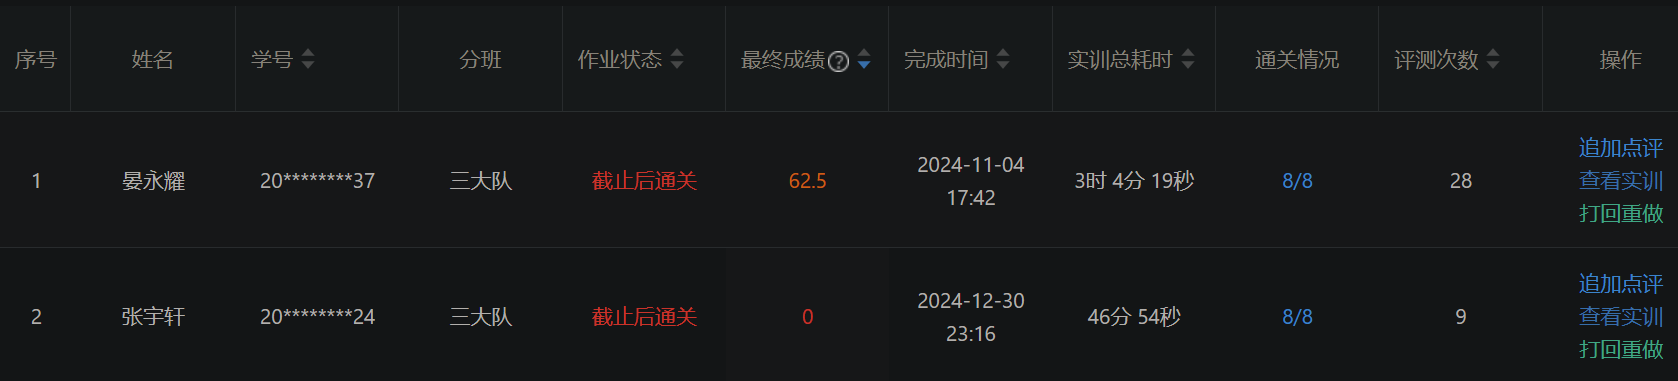 序号 姓名 学号 分班 作业状态 最终成绩? 完成时间 实训总耗时 通关情况 评测次数 操作
1 晏永耀 20********37 三大队 截止后通关 62.5 2024-11-04 17:42 3时 4分 19秒 8/8 28 追加点评
查看实训
打回重做
2 张宇轩 20********24 三大队 截止后通关 0 2024-12-30 23:16 46分 54秒 8/8 9 追加点评
查看实训
打回重做